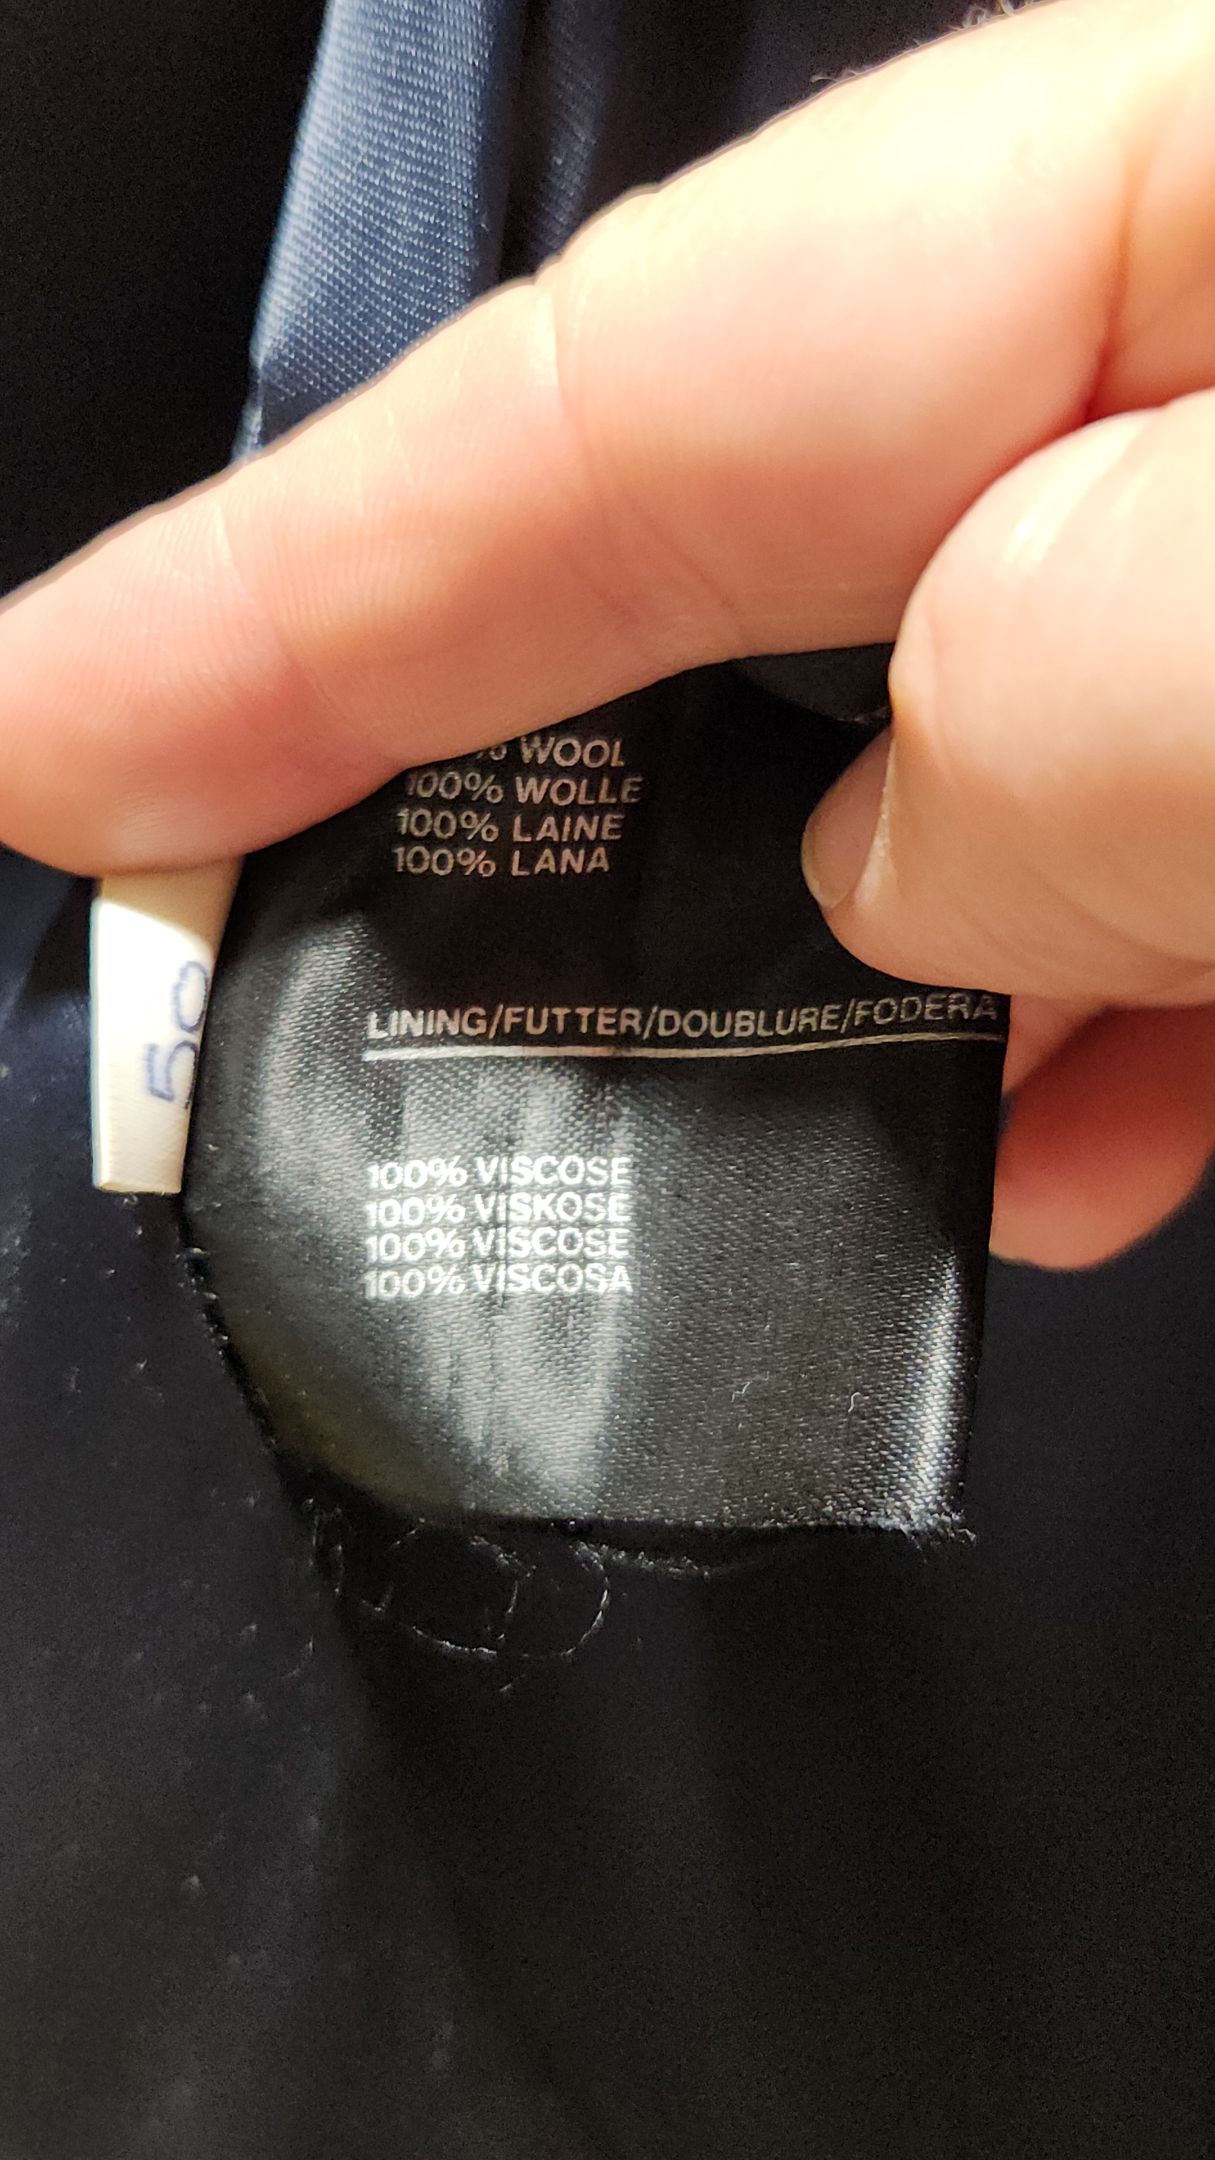 % WOOL
100% WOLLE
100% LAINE
100% LANA
LINING/FUTTER/DOUBLURE/FODERA
100% VISCOSE
100% VISKOSE
100% VISCOSE
100% VISCOSA
50